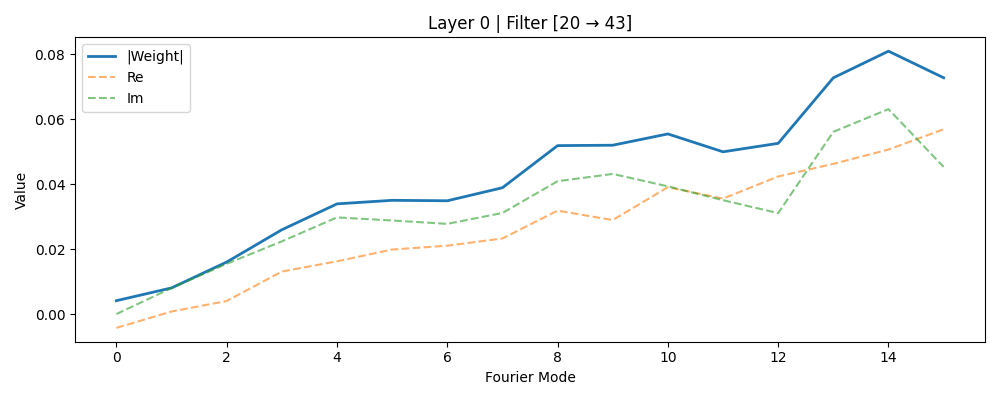 Layer 0 | Filter [20 → 43]
|Weight|
Re
Im
0.08
0.06
0.04
0.02
0.00
Value
0 2 4 6 8 10 12 14
Fourier Mode